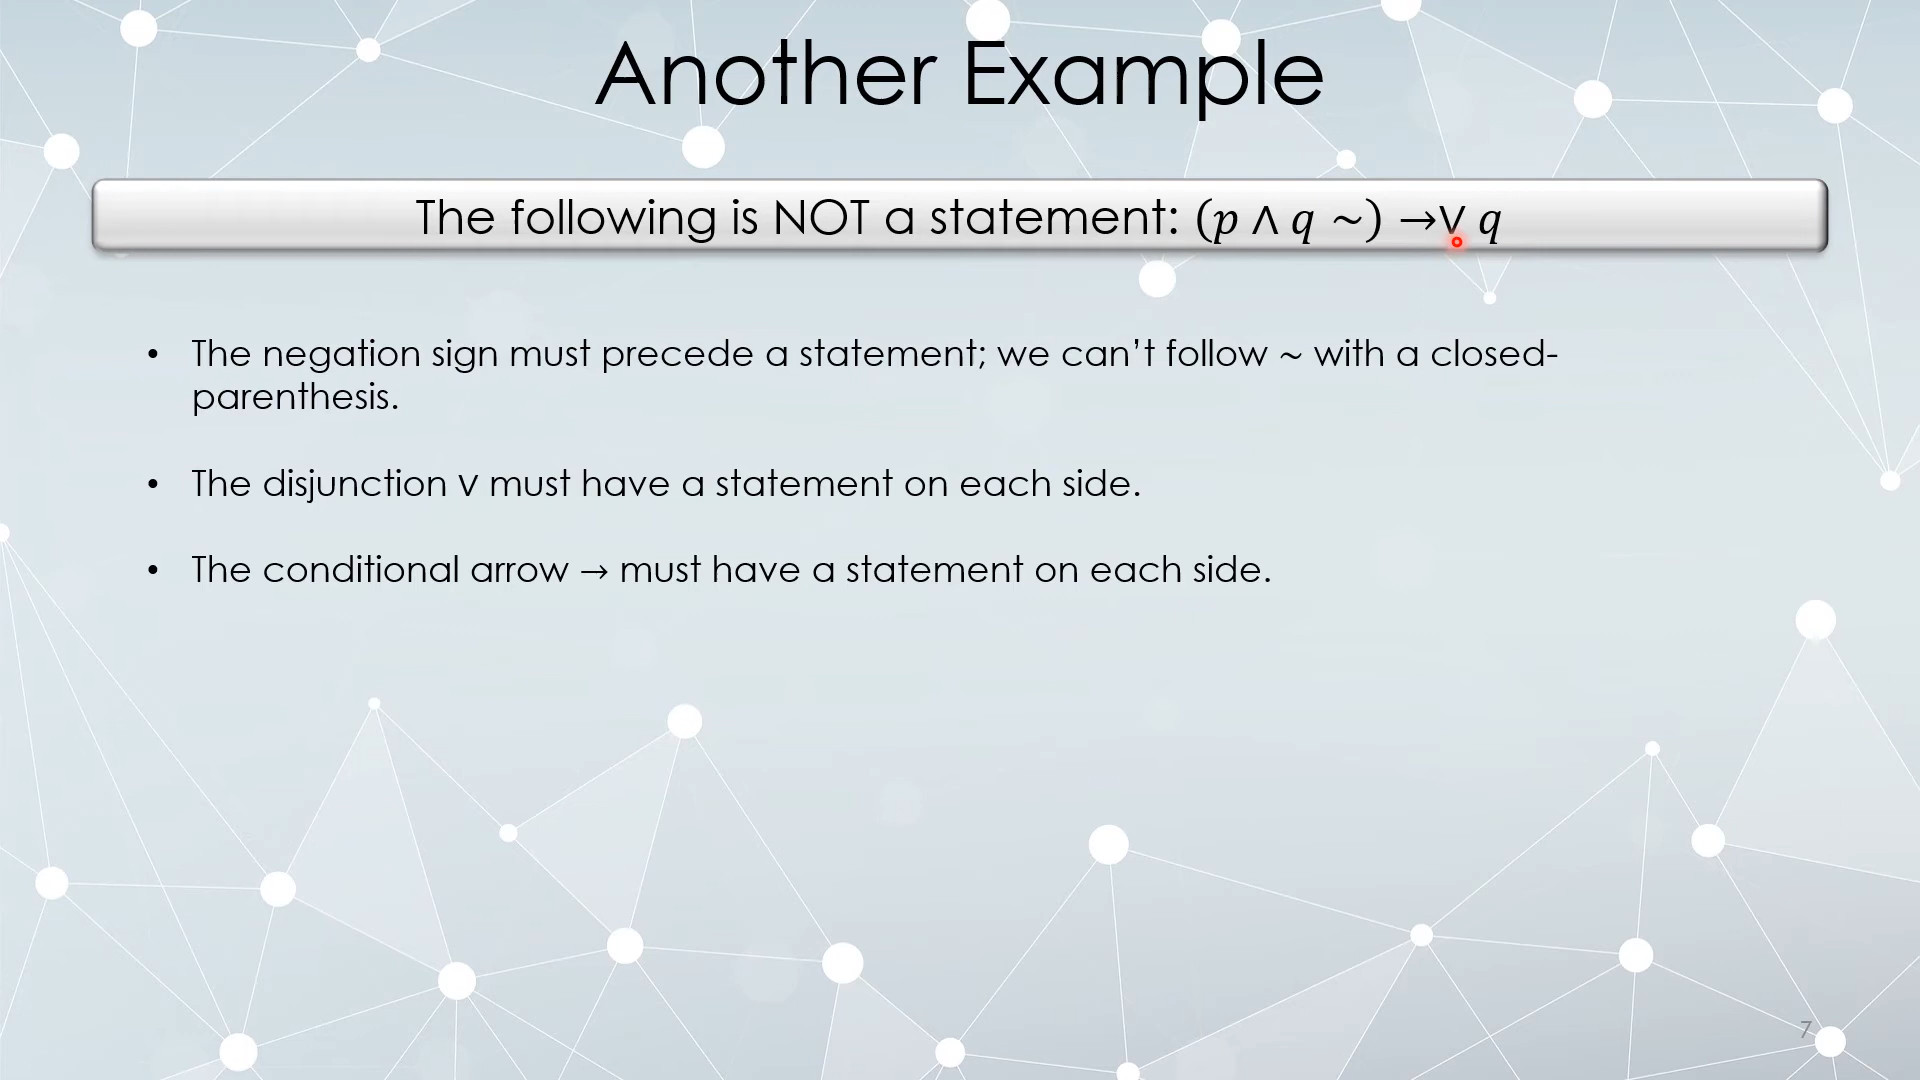 Another Example
The following is NOT a statement: (p ∧ q ~) →∨ q
• The negation sign must precede a statement; we can’t follow ~ with a closed-
parenthesis.
• The disjunction ∨ must have a statement on each side.
• The conditional arrow → must have a statement on each side.
7